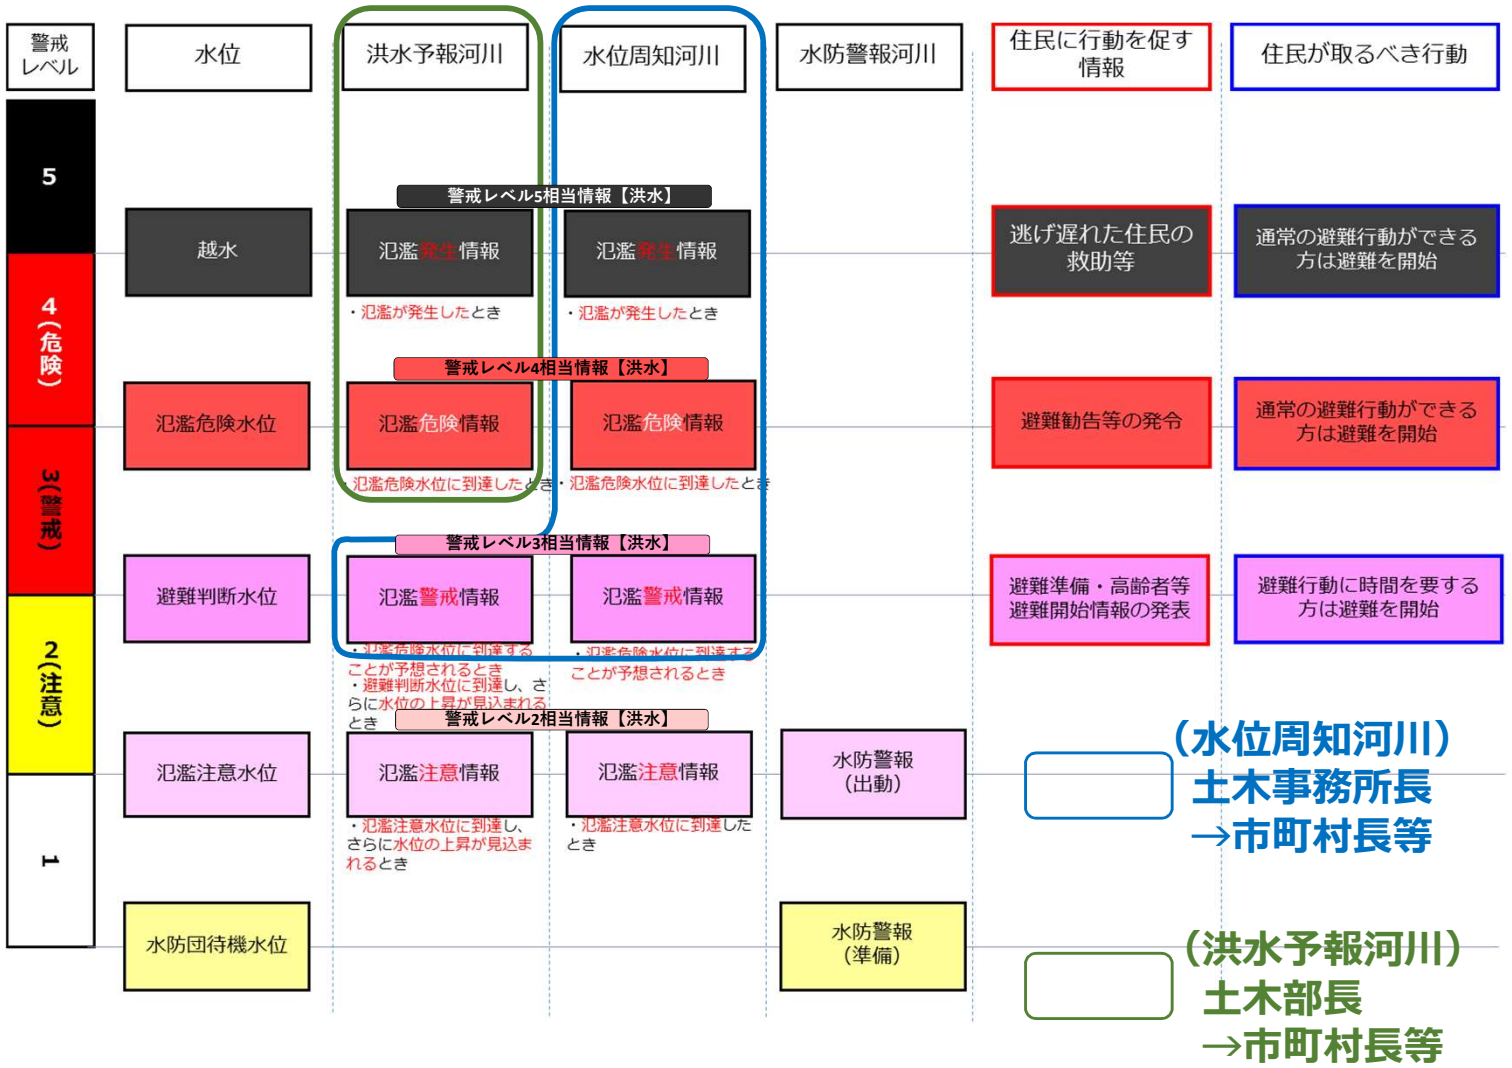 警戒
レベル
水位
洪水予報河川
水位周知河川
水防警報河川
住民に行動を促す
情報
住民が取るべき行動
5
警戒レベル5相当情報【洪水】
越水
氾濫発生情報
氾濫発生情報
逃げ遅れた住民の
救助等
通常の避難行動ができる
方は避難を開始
・氾濫が発生したとき
・氾濫が発生したとき
4(危険)
警戒レベル4相当情報【洪水】
氾濫危険水位
氾濫危険情報
氾濫危険情報
避難勧告等の発令
通常の避難行動ができる
方は避難を開始
・氾濫危険水位に到達したとき
・氾濫危険水位に到達したとき
3(警戒)
警戒レベル3相当情報【洪水】
避難判断水位
氾濫警戒情報
氾濫警戒情報
避難準備・高齢者等
避難開始情報の発表
避難行動に時間を要する
方は避難を開始
・氾濫危険水位に到達する
ことが予想されるとき
・避難判断水位に到達し、さ
らに水位の上昇が見込まれる
とき
・氾濫危険水位に到達する
ことが予想されるとき
2(注意)
警戒レベル2相当情報【洪水】
氾濫注意水位
氾濫注意情報
氾濫注意情報
水防警報
(出動)
・氾濫注意水位に到達し、
さらに水位の上昇が見込ま
れるとき
・氾濫注意水位に到達した
とき
(水位周知河川)
土木事務所長
→市町村長等
1
水防団待機水位
水防警報
(準備)
(洪水予報河川)
土木部長
→市町村長等